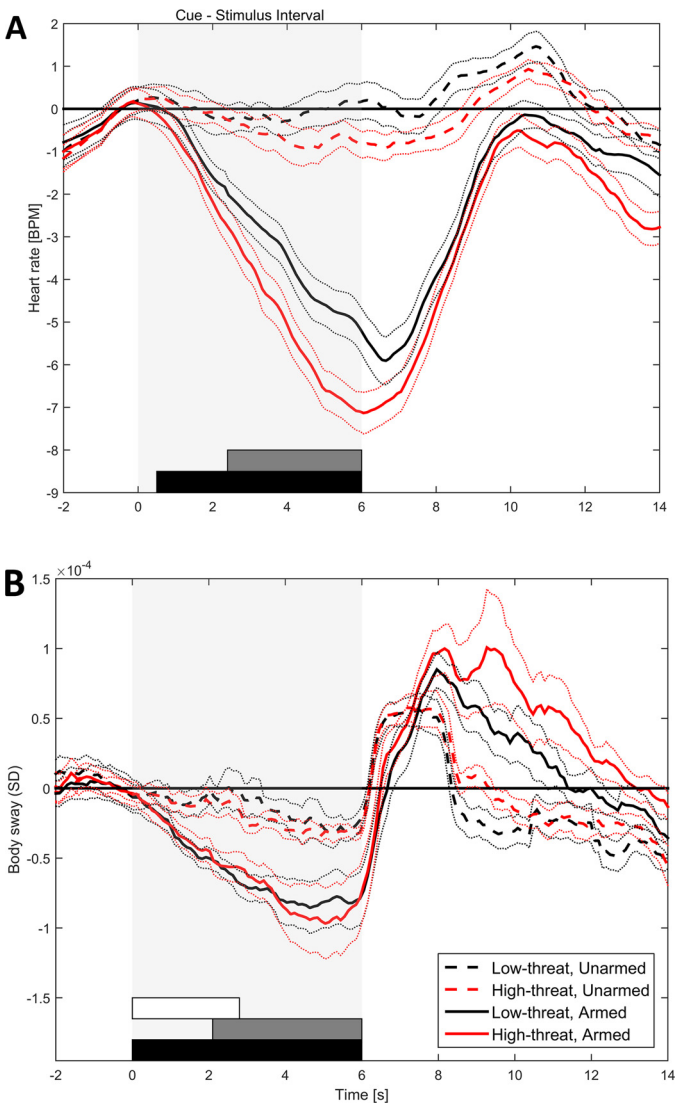 A
Cue - Stimulus Interval
2
1
0
-1
-2
-3
-4
-5
-6
-7
-8
-9
Heart rate [BPM]
-2 0 2 4 6 8 10 12 14
B
×10⁻⁴
1.5
1
0.5
0
-0.5
-1
-1.5
Body sway (SD)
Low-threat, Unarmed
High-threat, Unarmed
Low-threat, Armed
High-threat, Armed
-2 0 2 4 6 8 10 12 14
Time [s]